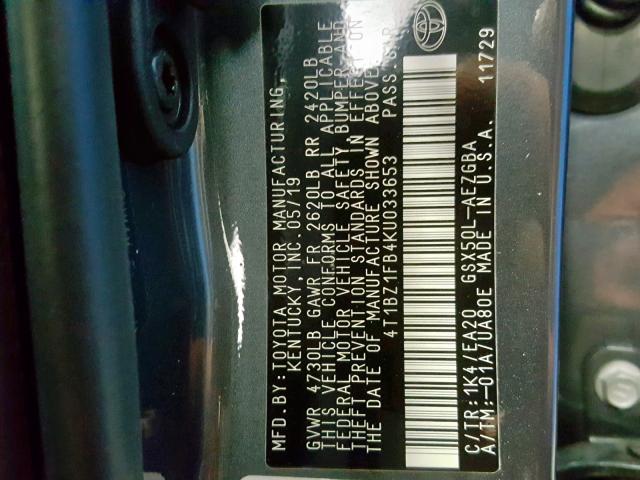 MFD. BY: TOYOTA MOTOR MANUFACTURING,
KENTUCKY, INC. 05/19
GVWR 4730LB GAWR FR 2620LB RR 2420LB
THIS VEHICLE CONFORMS TO ALL APPLICABLE
FEDERAL MOTOR VEHICLE SAFETY, BUMPER AND
THEFT PREVENTION STANDARDS IN EFFECT ON
THE DATE OF MANUFACTURE SHOWN ABOVE.
4T1BZ1FB4KU033653 PASS.
C/TR: 1K4/EA20 GSX50L-AEZGBA
A/TM: -01A/UA80E MADE IN U.S.A. 11729